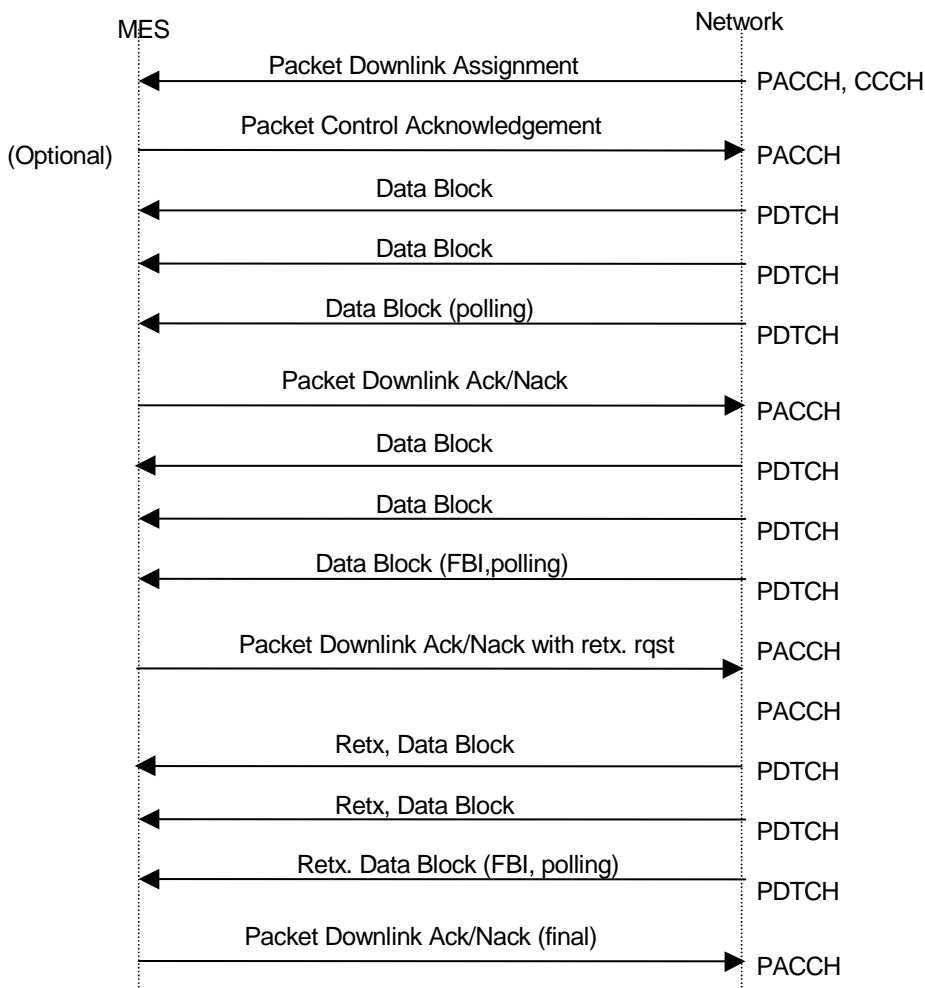 MES
Network
Packet Downlink Assignment
PACCH, CCCH
Packet Control Acknowledgement
(Optional)
PACCH
Data Block
PDTCH
Data Block
PDTCH
Data Block (polling)
PDTCH
Packet Downlink Ack/Nack
PACCH
Data Block
PDTCH
Data Block
PDTCH
Data Block (FBI,polling)
PDTCH
Packet Downlink Ack/Nack with retx. rqst
PACCH
PACCH
Retx, Data Block
PDTCH
Retx, Data Block
PDTCH
Retx. Data Block (FBI, polling)
PDTCH
Packet Downlink Ack/Nack (final)
PACCH